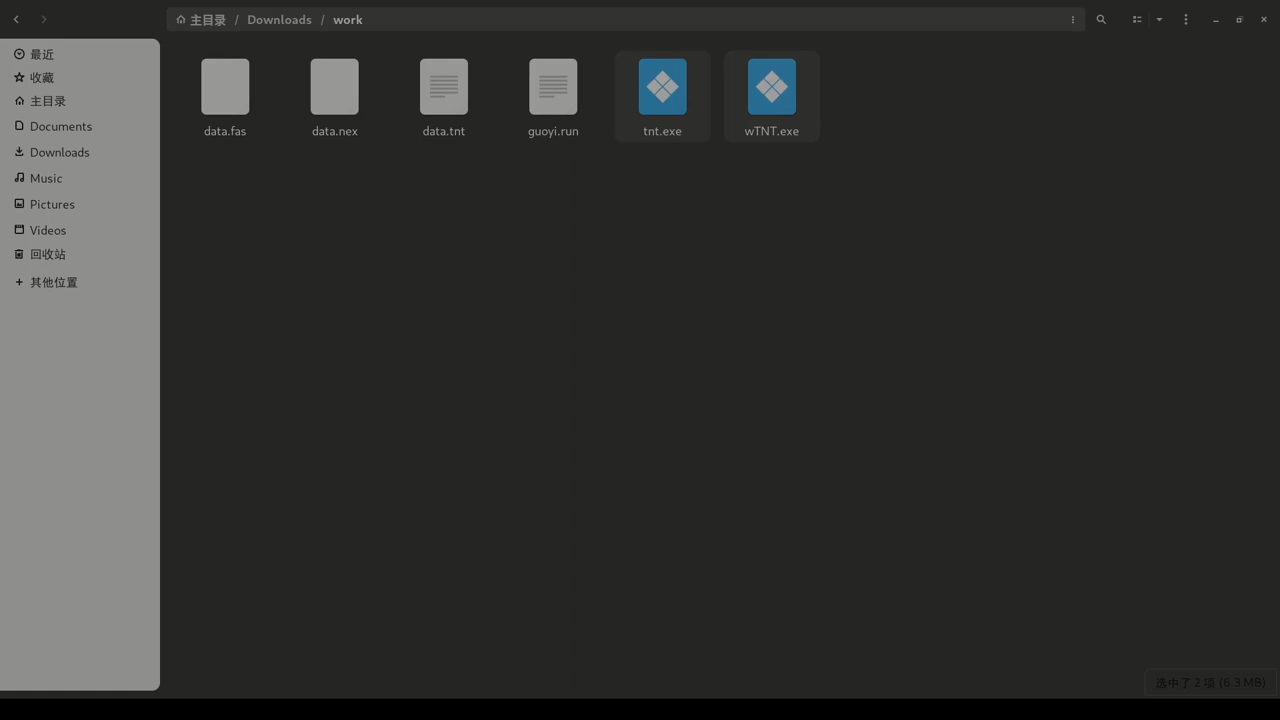 主目录 / Downloads / work
最近
收藏
主目录
Documents
Downloads
Music
Pictures
Videos
回收站
其他位置
data.fas
data.nex
data.tnt
guoyi.run
tnt.exe
wTNT.exe
选中了 2 项 (6.3 MB)